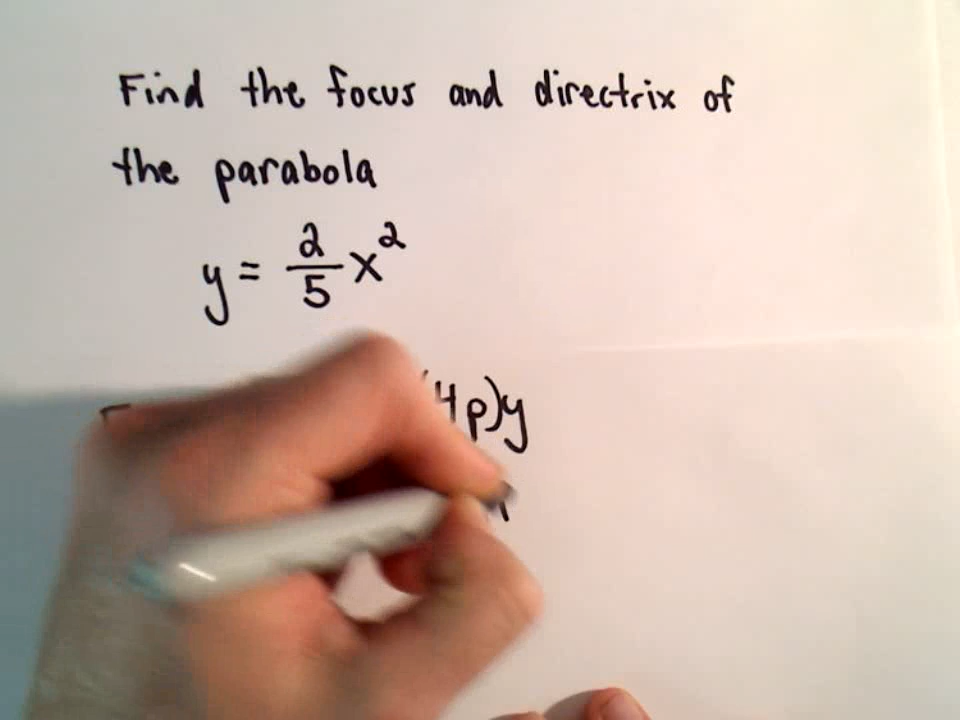 Find the focus and directrix of
the parabola
y = 2/5 x²
(4p)y